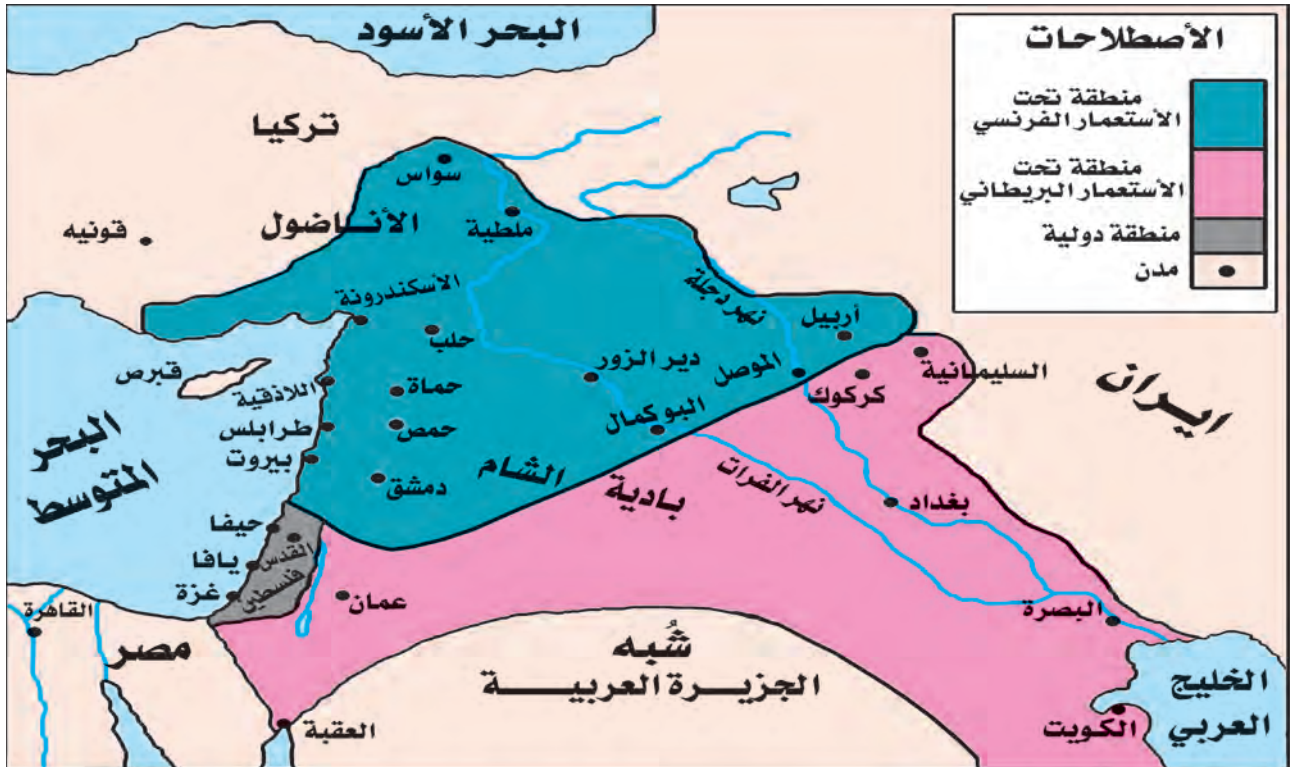 الأصطلاحات
منطقة تحت
الأستعمار الفرنسي
منطقة تحت
الأستعمار البريطاني
منطقة دولية
مدن
البحر الأسود
تركيا
سواس
الأناضول
ملطية
قونيه
الأسكندرونة
نهر دجلة
أربيل
حلب
دير الزور
الموصل
السليمانية
كركوك
ايران
قبرص
اللاذقية
حماة
البوكمال
طرابلس
حمص
البحر
المتوسط
بيروت
دمشق
بادية الشام
نهر الفرات
بغداد
حيفا
القدس
يافا
فلسطين
غزة
عمان
القاهرة
البصرة
مصر
شُبه
الجزيرة العربية
الخليج
العربي
العقبة
الكويت